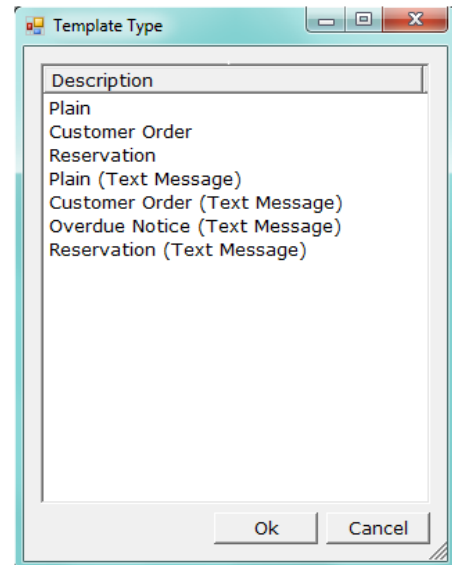 Template Type
Description
Plain
Customer Order
Reservation
Plain (Text Message)
Customer Order (Text Message)
Overdue Notice (Text Message)
Reservation (Text Message)
Ok Cancel